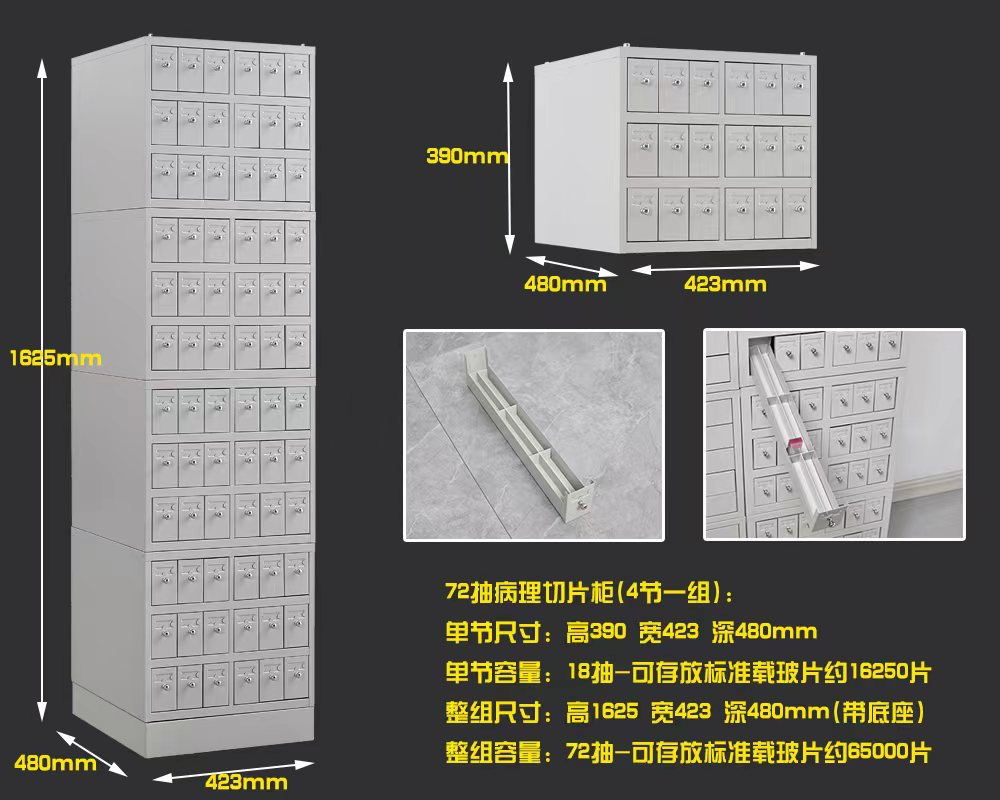 390mm
480mm
423mm
1625mm
480mm
423mm
72抽病理切片柜(4节一组):
单节尺寸: 高390 宽423 深480mm
单节容量: 18抽-可存放标准载玻片约16250片
整组尺寸: 高1625 宽423 深480mm(带底座)
整组容量: 72抽-可存放标准载玻片约65000片